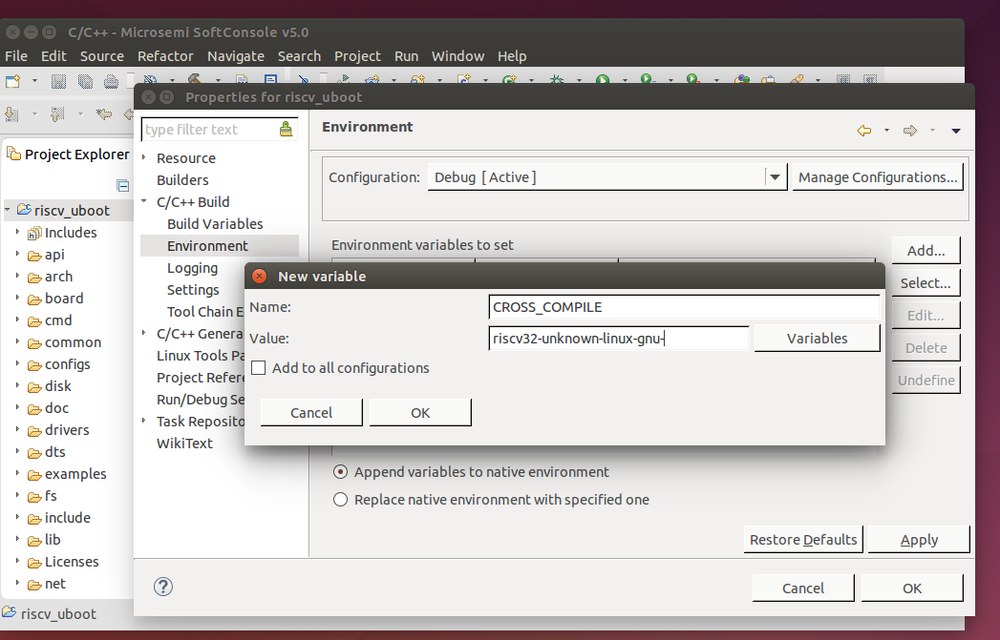 C/C++ - Microsemi SoftConsole v5.0
File Edit Source Refactor Navigate Search Project Run Window Help
Properties for riscv_uboot
type filter text
Environment
Project Explorer
Resource
Configuration: Debug [Active] Manage Configurations...
Builders
C/C++ Build
riscv_uboot
Build Variables
Includes
Environment
Environment variables to set
Add...
api
Logging
arch
Settings
Select...
board
Tool Chain E
Edit...
cmd
C/C++ Genera
Delete
common
Linux Tools Pa
configs
Project Refere
Undefine
disk
Run/Debug Se
doc
Task Reposito
drivers
WikiText
New variable
Name: CROSS_COMPILE
Value: riscv32-unknown-linux-gnu- Variables
Add to all configurations
Cancel OK
dts
examples
Append variables to native environment
fs
Replace native environment with specified one
include
lib
Restore Defaults Apply
Licenses
net
Cancel OK
riscv_uboot